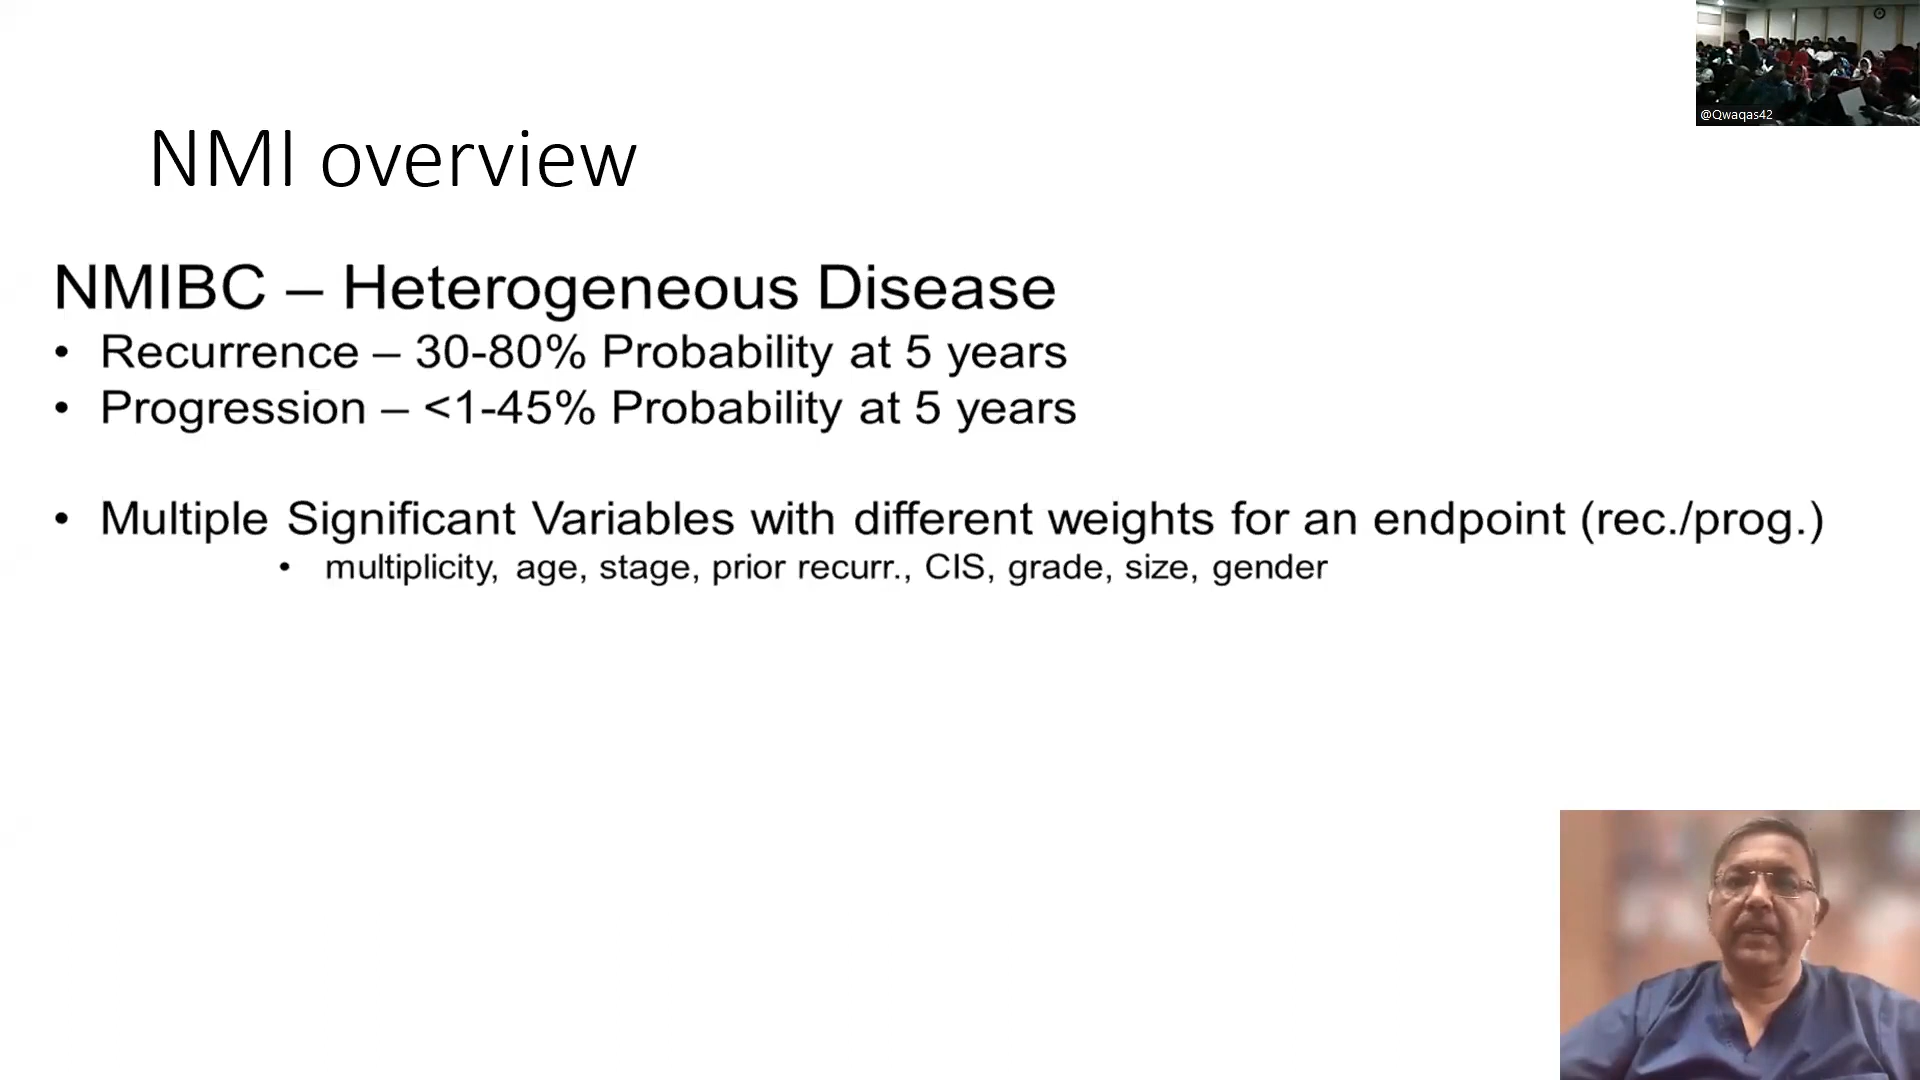 @Qwaqas42
NMI overview
NMIBC – Heterogeneous Disease
• Recurrence – 30-80% Probability at 5 years
• Progression – <1-45% Probability at 5 years
• Multiple Significant Variables with different weights for an endpoint (rec./prog.)
• multiplicity, age, stage, prior recurr., CIS, grade, size, gender